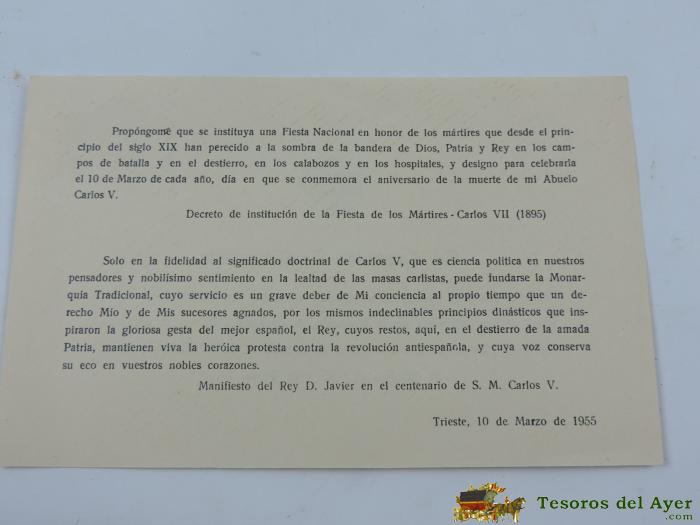 Propóngome que se instituya una Fiesta Nacional en honor de los mártires que desde el prin-
cipio del siglo XIX han perecido a la sombra de la bandera de Dios, Patria y Rey en los cam-
pos de batalla y en el destierro, en los calabozos y en los hospitales, y designo para celebrarla
el 10 de Marzo de cada año, día en que se conmemora el aniversario de la muerte de mi Abuelo
Carlos V.
Decreto de institución de la Fiesta de los Mártires - Carlos VII (1895)
Solo en la fidelidad al significado doctrinal de Carlos V, que es ciencia política en nuestros
pensadores y nobilísimo sentimiento en la lealtad de las masas carlistas, puede fundarse la Monar-
quía Tradicional, cuyo servicio es un grave deber de Mi conciencia al propio tiempo que un de-
recho Mío y de Mis sucesores agnados, por los mismos indeclinables principios dinásticos que ins-
piraron la gloriosa gesta del mejor español, el Rey, cuyos restos, aquí, en el destierro de la amada
Patria, mantienen viva la heróica protesta contra la revolución antiespañola, y cuya voz conserva
su eco en vuestros nobles corazones.
Manifiesto del Rey D. Javier en el centenario de S. M. Carlos V.
Trieste, 10 de Marzo de 1955
Tesoros del Ayer
.com